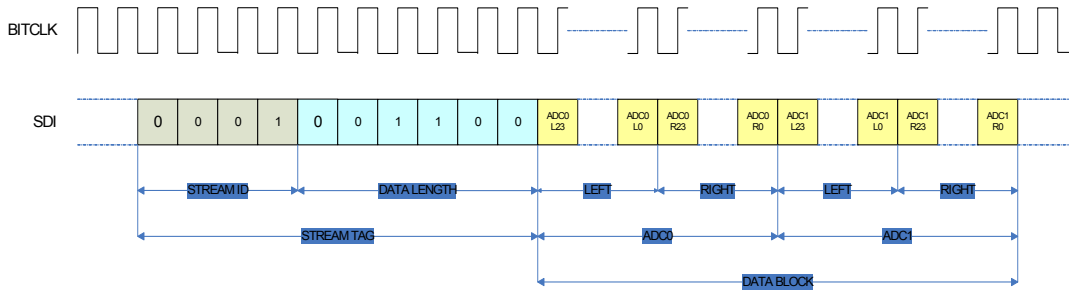 BITCLK
SDI
0 0 0 1 0 0 1 1 0 0
ADC0 L23
ADC0 L0
ADC0 R23
ADC0 R0
ADC1 L23
ADC1 L0
ADC1 R23
ADC1 R0
STREAM ID DATA LENGTH LEFT RIGHT LEFT RIGHT
STREAM TAG ADC0 ADC1
DATA BLOCK